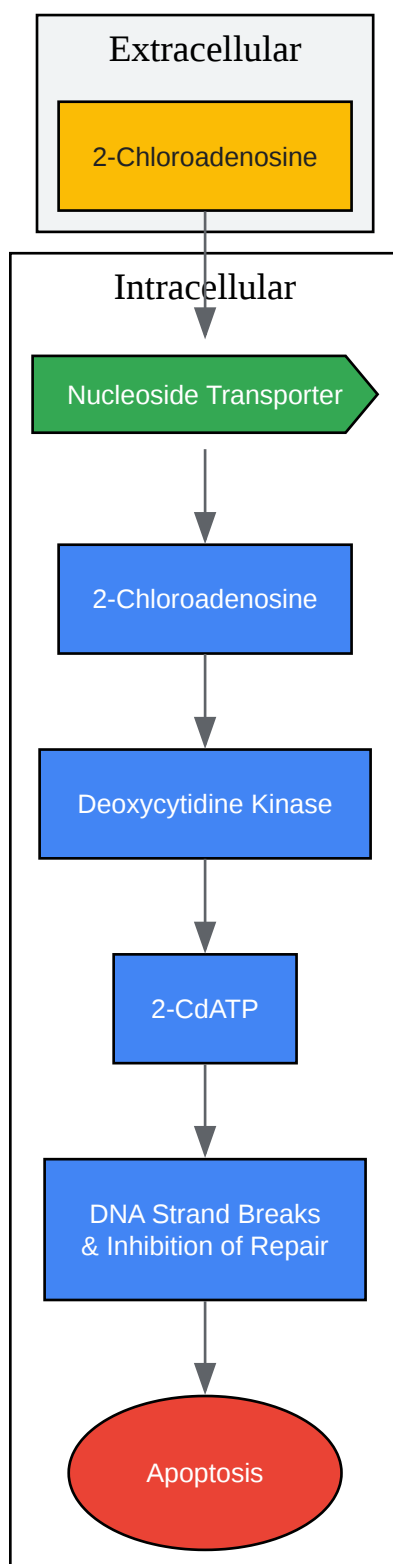 Extracellular
2-Chloroadenosine
Intracellular
Nucleoside Transporter
2-Chloroadenosine
Deoxycytidine Kinase
2-CdATP
DNA Strand Breaks
& Inhibition of Repair
Apoptosis